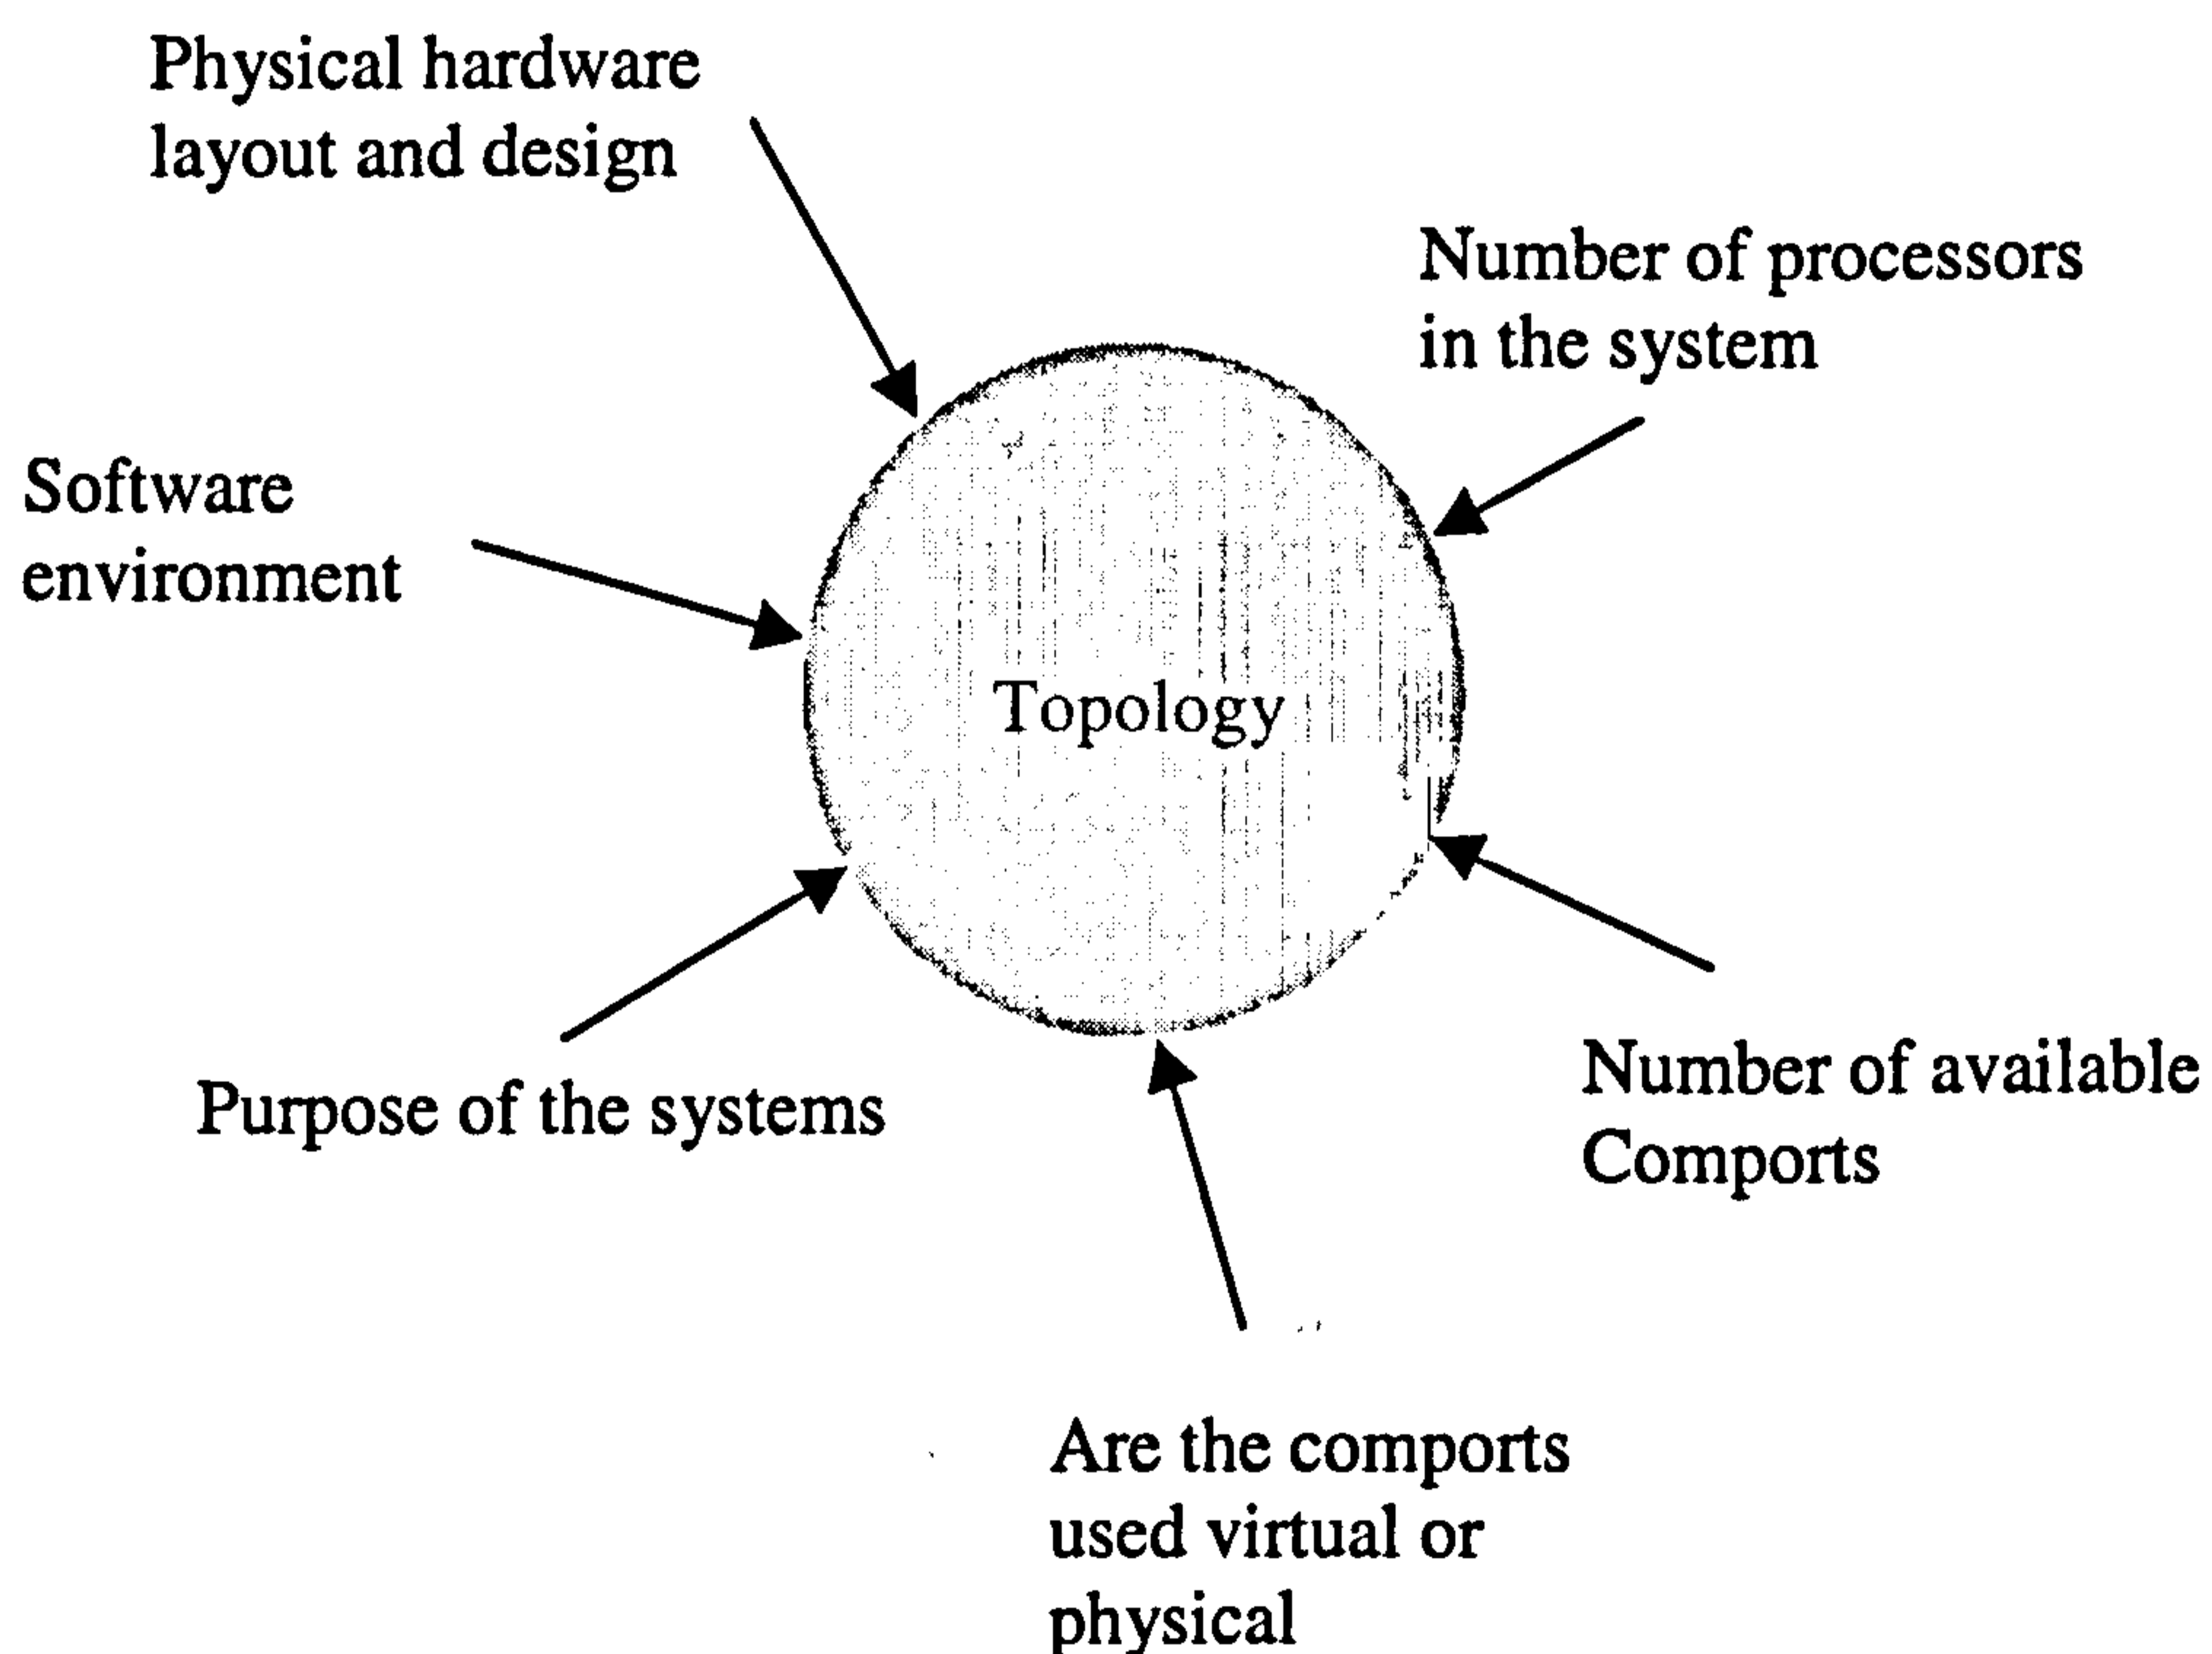 Physical hardware
layout and design
Number of processors
in the system
Software
environment
Topology
Purpose of the systems
Number of available
Comports
Are the comports
used virtual or
physical